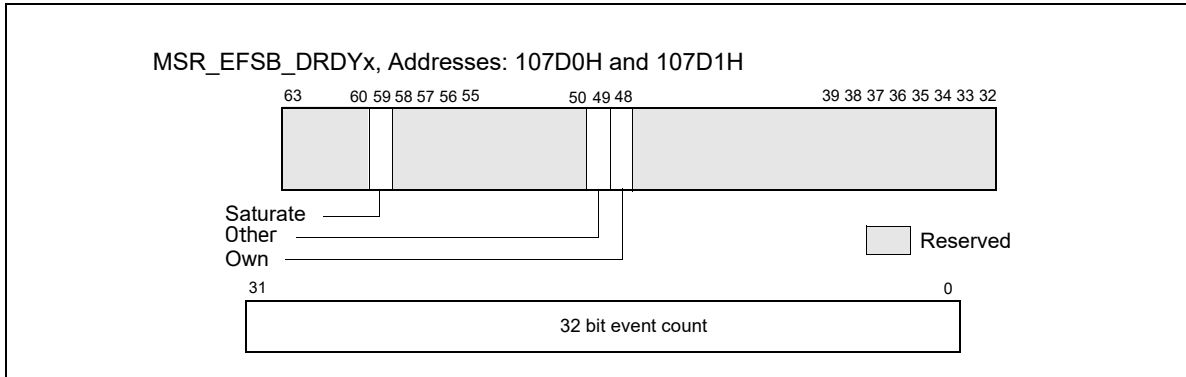 MSR_EFSB_DRDYx, Addresses: 107D0H and 107D1H
63 60 59 58 57 56 55 50 49 48 39 38 37 36 35 34 33 32
Saturate
Other
Own
Reserved
31 0
32 bit event count